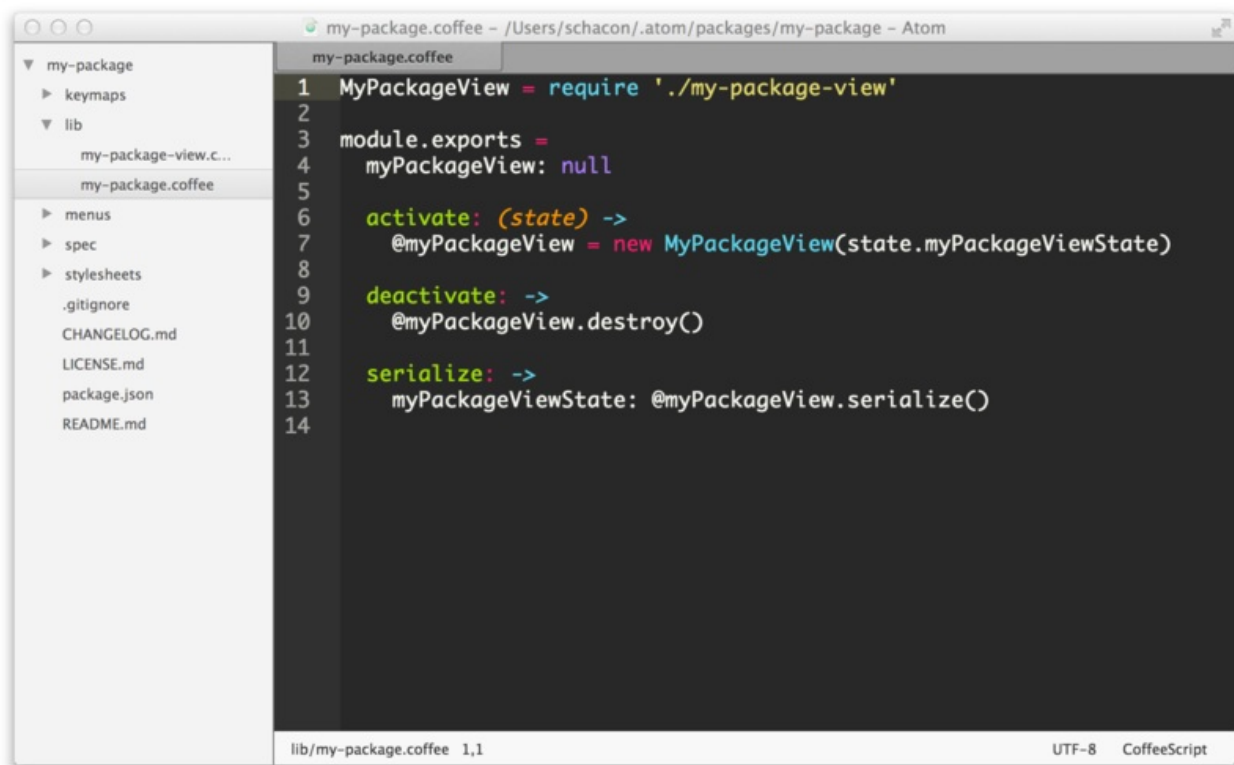 my-package.coffee – /Users/schacon/.atom/packages/my-package – Atom
my-package
keymaps
lib
my-package-view.c...
my-package.coffee
menus
spec
stylesheets
.gitignore
CHANGELOG.md
LICENSE.md
package.json
README.md
my-package.coffee
1 MyPackageView = require './my-package-view'
2
3 module.exports =
4   myPackageView: null
5
6   activate: (state) ->
7     @myPackageView = new MyPackageView(state.myPackageViewState)
8
9   deactivate: ->
10     @myPackageView.destroy()
11
12   serialize: ->
13     myPackageViewState: @myPackageView.serialize()
14
lib/my-package.coffee 1,1 UTF-8 CoffeeScript